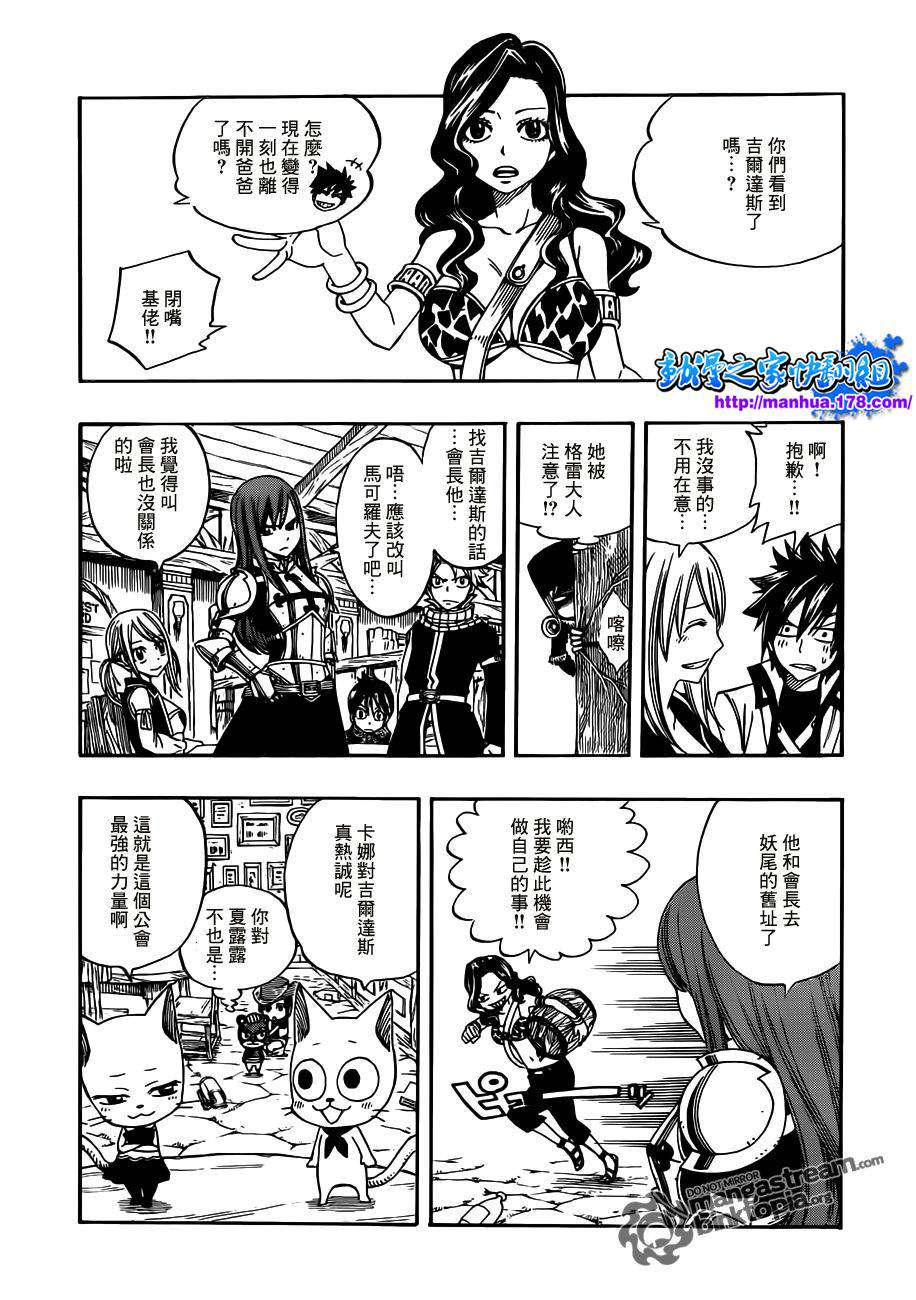 你們看到
吉爾達斯了
嗎…?
怎麼?
現在變得
一刻也離
不開爸爸
了嗎?
閉嘴
基佬!!
動漫之家快翻組
http://manhua.178.com/
啊!
抱歉…!!
我沒事的…
不用在意…
她被
格雷大人
注意了!?
喀嚓
找吉爾達斯的話
…會長他…
唔…應該改叫
馬可羅夫了吧…
我覺得叫
會長也沒關係
的啦
他和會長去
妖尾的舊址了
喲西!!
我要趁此機會
做自己的事!!
卡娜對吉爾達斯
真熱誠呢
你對
夏露露
不也是…
這就是這個公會
最強的力量啊
DO NOT MIRROR
mangastream.com
binktopia.org